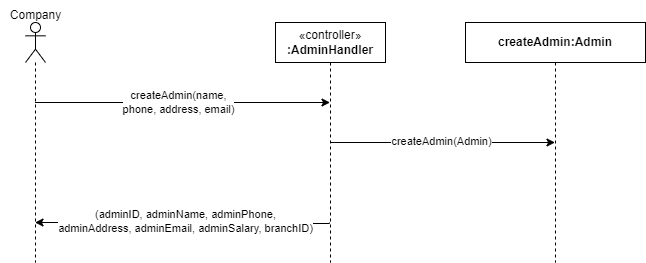 Company
«controller»
:AdminHandler
createAdmin:Admin
createAdmin(name,
phone, address, email)
createAdmin(Admin)
(adminID, adminName, adminPhone,
adminAddress, adminEmail, adminSalary, branchID)